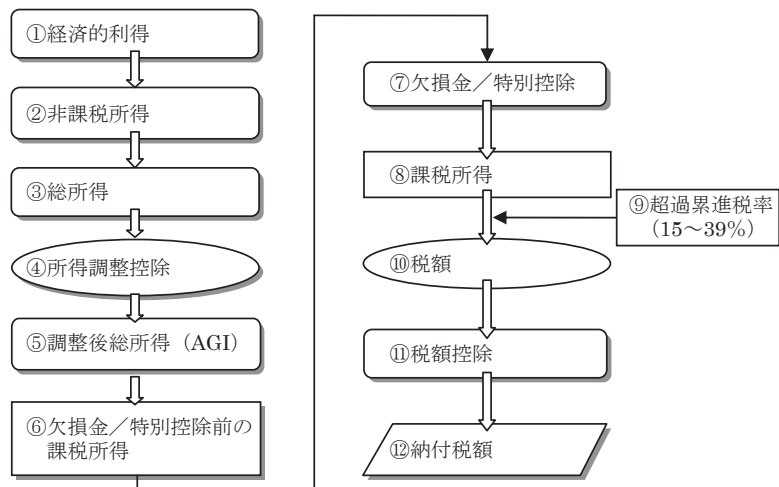 ①経済的利得
②非課税所得
③総所得
④所得調整控除
⑤調整後総所得（AGI）
⑥欠損金／特別控除前の
課税所得
⑦欠損金／特別控除
⑧課税所得
⑨超過累進税率
（15～39%）
⑩税額
⑪税額控除
⑫納付税額